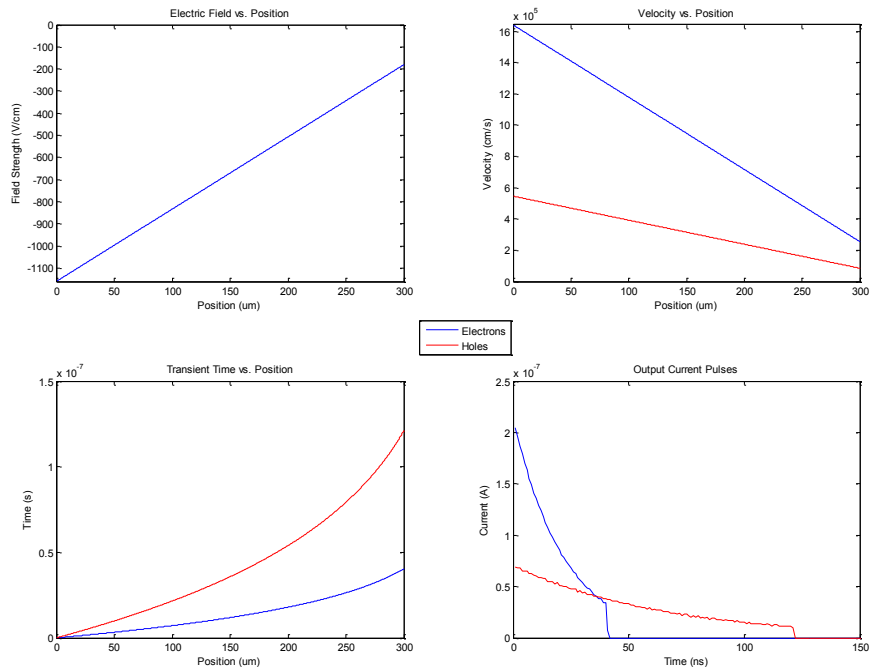 Electric Field vs. Position
0
-100
-200
-300
-400
-500
-600
-700
-800
-900
-1000
-1100
Field Strength (V/cm)
0 50 100 150 200 250 300
Position (um)
Velocity vs. Position
x 10^5
16
14
12
10
8
6
4
2
0
Velocity (cm/s)
0 50 100 150 200 250 300
Position (um)
Electrons
Holes
Transient Time vs. Position
x 10^-7
1.5
1
0.5
0
Time (s)
0 50 100 150 200 250 300
Position (um)
Output Current Pulses
x 10^-7
2.5
2
1.5
1
0.5
0
Current (A)
0 50 100 150
Time (ns)